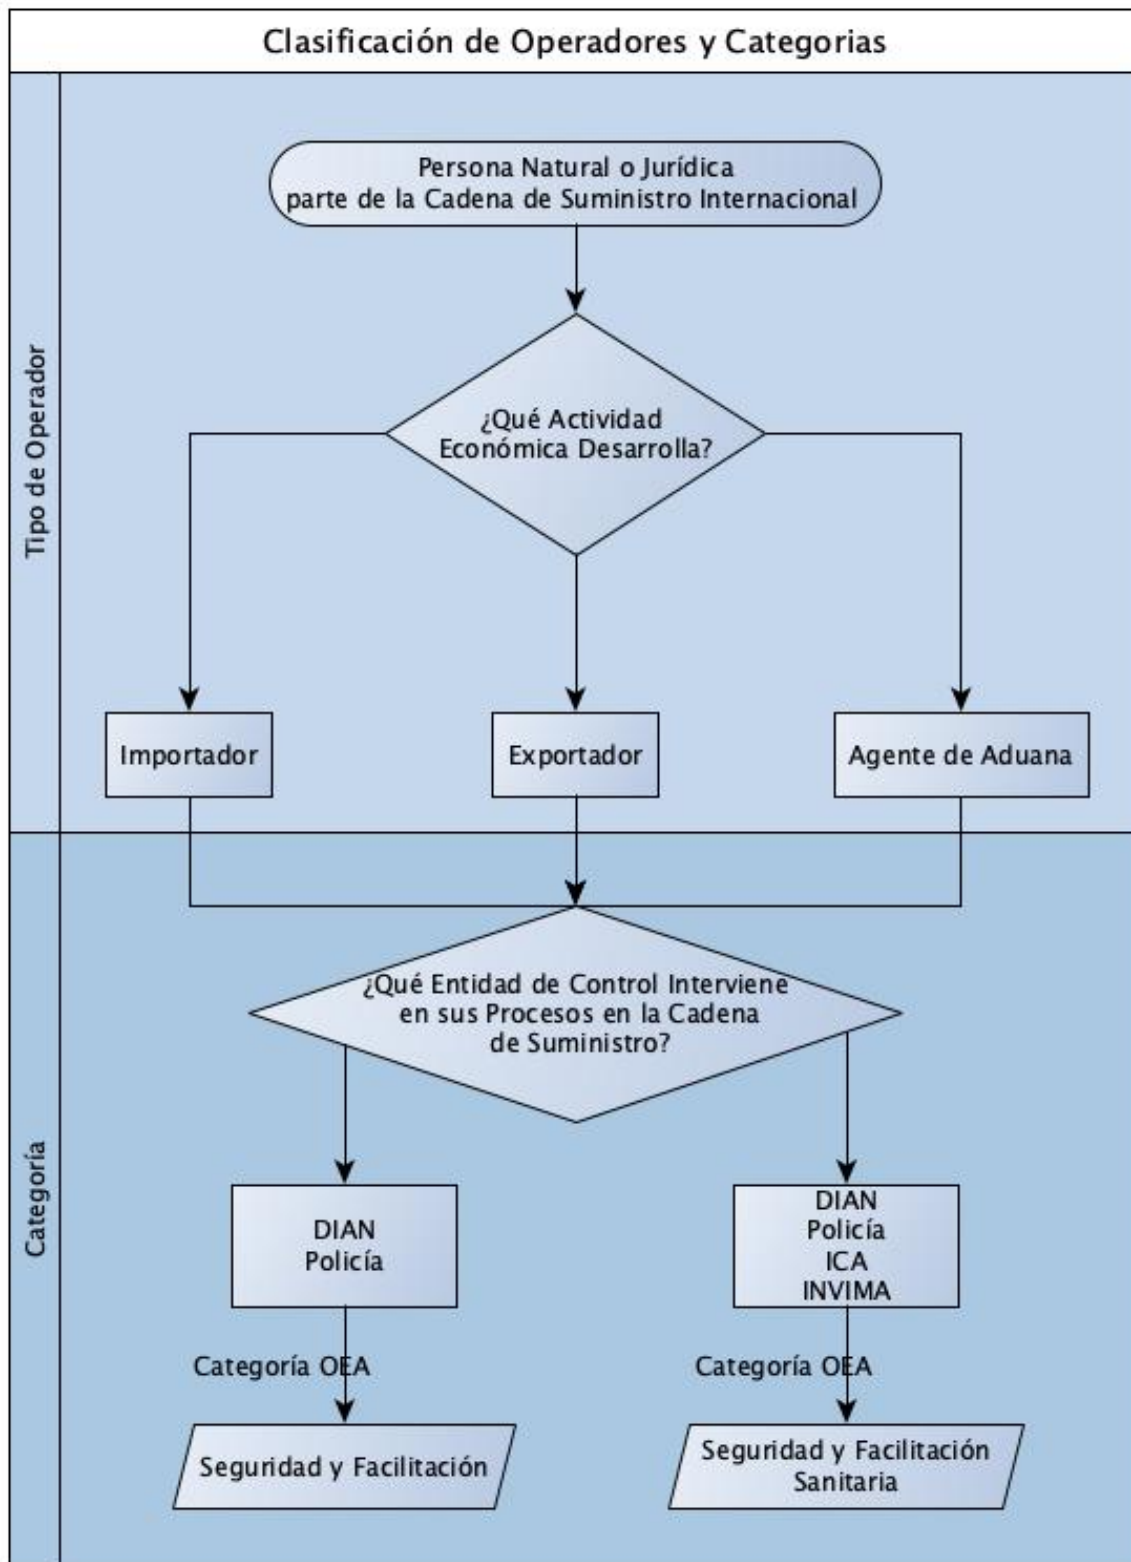 Clasificación de Operadores y Categorias
Tipo de Operador
Persona Natural o Jurídica
parte de la Cadena de Suministro Internacional
¿Qué Actividad
Económica Desarrolla?
Importador
Exportador
Agente de Aduana
Categoría
¿Qué Entidad de Control Interviene
en sus Procesos en la Cadena
de Suministro?
DIAN
Policía
DIAN
Policía
ICA
INVIMA
Categoría OEA
Categoría OEA
Seguridad y Facilitación
Seguridad y Facilitación
Sanitaria